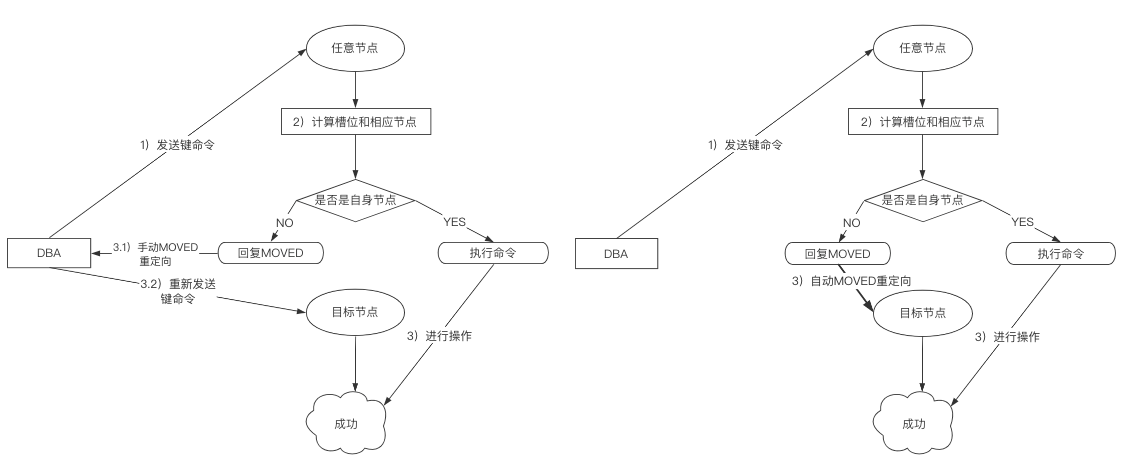 任意节点
2）计算槽位和相应节点
1）发送键命令
是否是自身节点
NO
YES
DBA
3.1）手动MOVED
重定向
回复MOVED
执行命令
3.2）重新发送
键命令
目标节点
3）进行操作
成功
任意节点
2）计算槽位和相应节点
1）发送键命令
是否是自身节点
NO
YES
DBA
回复MOVED
执行命令
3）自动MOVED重定向
目标节点
3）进行操作
成功